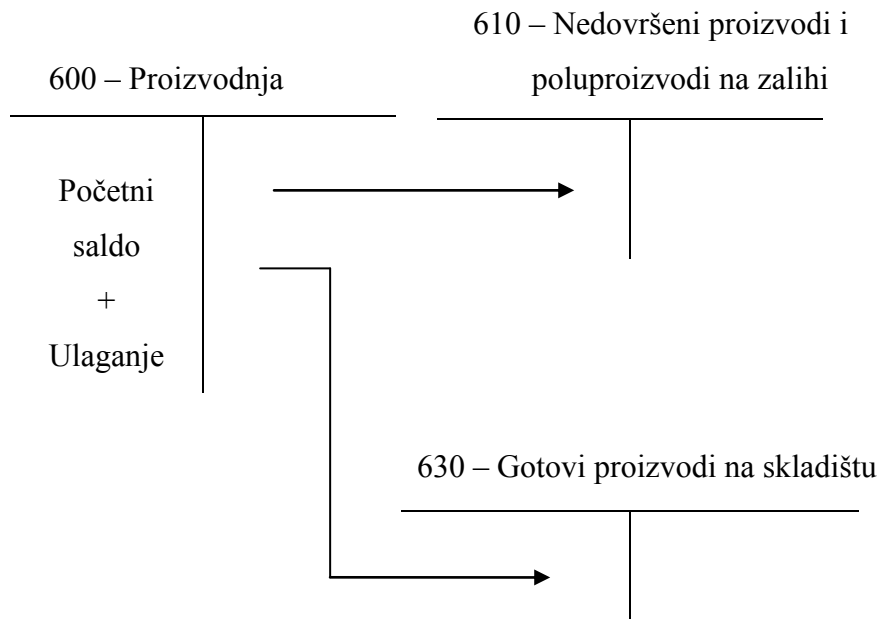 610 – Nedovršeni proizvodi i
poluproizvodi na zalihi
600 – Proizvodnja
Početni
saldo
+
Ulaganje
630 – Gotovi proizvodi na skladištu